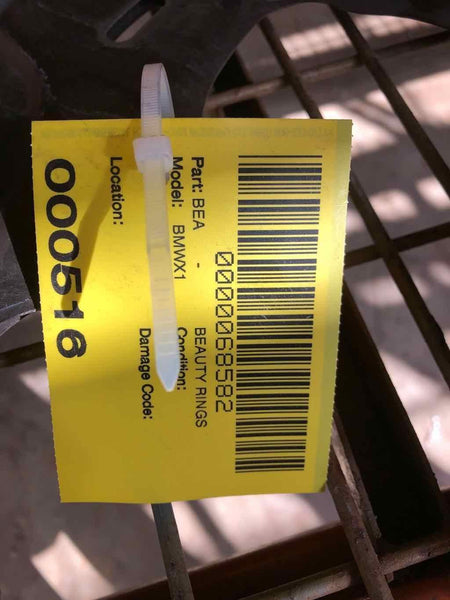 0000068582
Part: BEA - BEAUTY RINGS
Model: BMWX1 Condition:
Damage Code:
Location:
000516